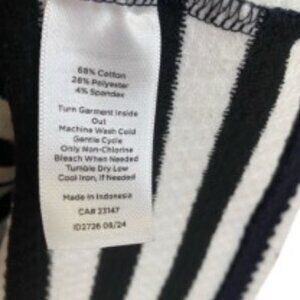 68% Cotton
28% Polyester
4% Spandex
Turn Garment Inside
Out
Machine Wash Cold
Gentle Cycle
Only Non-Chlorine
Bleach When Needed
Tumble Dry Low
Cool Iron, if Needed
Made in Indonesia
CA# 23147
ID2726 08/24